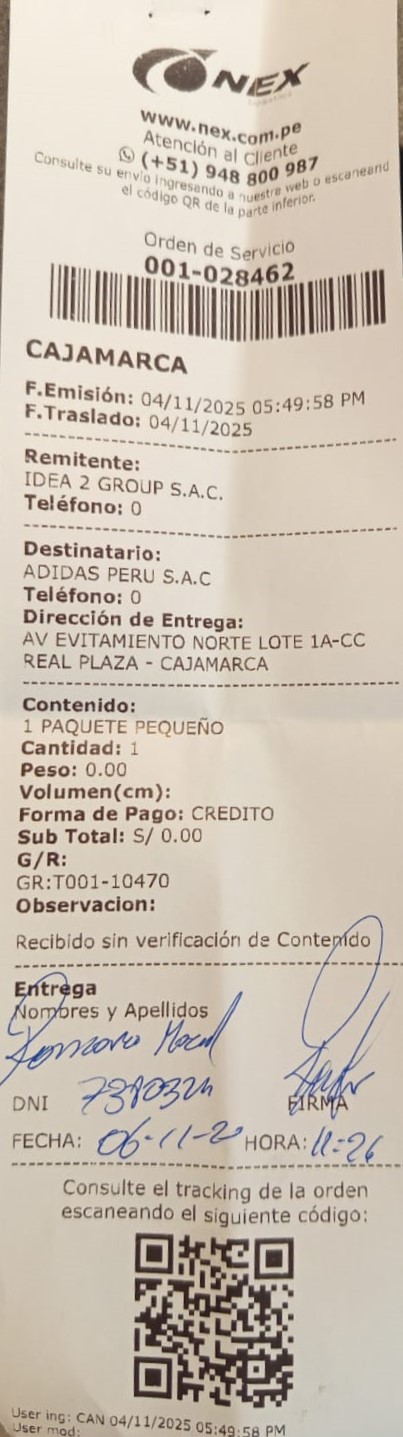 NEX
www.nex.com.pe
Atención al Cliente
(+51) 948 800 987
Consulte su envío ingresando a nuestra web o escaneand
el código QR de la parte inferior.
Orden de Servicio
001-028462
CAJAMARCA
F.Emisión: 04/11/2025 05:49:58 PM
F.Traslado: 04/11/2025
Remitente:
IDEA 2 GROUP S.A.C.
Teléfono: 0
Destinatario:
ADIDAS PERU S.A.C
Teléfono: 0
Dirección de Entrega:
AV EVITAMIENTO NORTE LOTE 1A-CC
REAL PLAZA - CAJAMARCA
Contenido:
1 PAQUETE PEQUEÑO
Cantidad: 1
Peso: 0.00
Volumen(cm):
Forma de Pago: CREDITO
Sub Total: S/ 0.00
G/R:
GR:T001-10470
Observacion:
Recibido sin verificación de Contenido
Entrega
Nombres y Apellidos
DNI FIRMA
FECHA: 06-11-2 HORA: 11:26
Consulte el tracking de la orden
escaneando el siguiente código:
User ing: CAN 04/11/2025 05:49:58 PM
User mod: